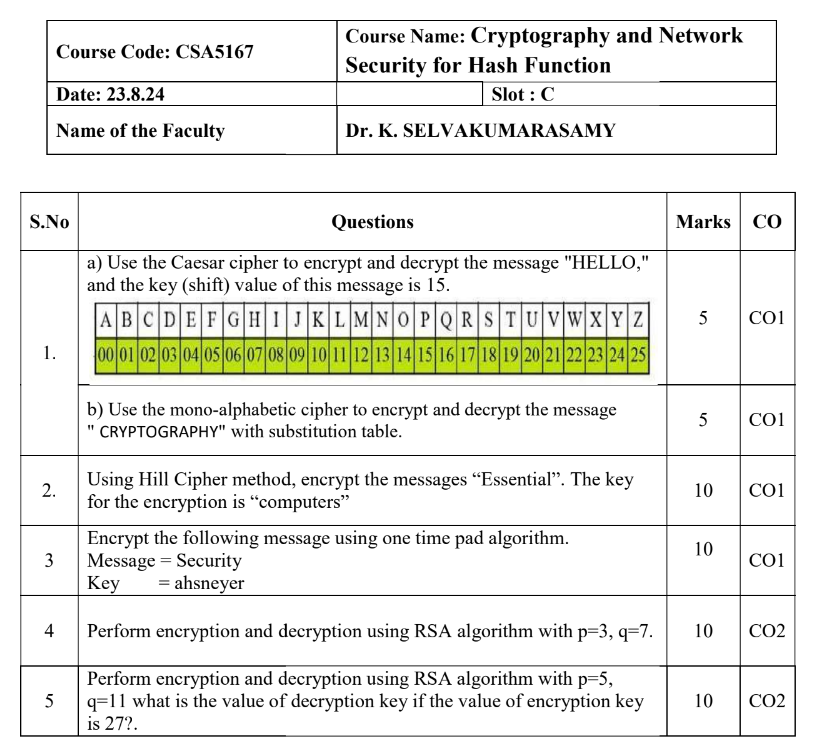 Course Code: CSA5167
Course Name: Cryptography and Network
Security for Hash Function
Date: 23.8.24
Slot : C
Name of the Faculty
Dr. K. SELVAKUMARASAMY
S.No Questions Marks CO
1.
a) Use the Caesar cipher to encrypt and decrypt the message "HELLO,"
and the key (shift) value of this message is 15.
A B C D E F G H I J K L M N O P Q R S T U V W X Y Z
00 01 02 03 04 05 06 07 08 09 10 11 12 13 14 15 16 17 18 19 20 21 22 23 24 25
5 CO1
b) Use the mono-alphabetic cipher to encrypt and decrypt the message
" CRYPTOGRAPHY" with substitution table.
5 CO1
2.
Using Hill Cipher method, encrypt the messages “Essential”. The key
for the encryption is “computers”
10 CO1
3
Encrypt the following message using one time pad algorithm.
Message = Security
Key = ahsneyer
10 CO1
4 Perform encryption and decryption using RSA algorithm with p=3, q=7. 10 CO2
5
Perform encryption and decryption using RSA algorithm with p=5,
q=11 what is the value of decryption key if the value of encryption key
is 27?.
10 CO2